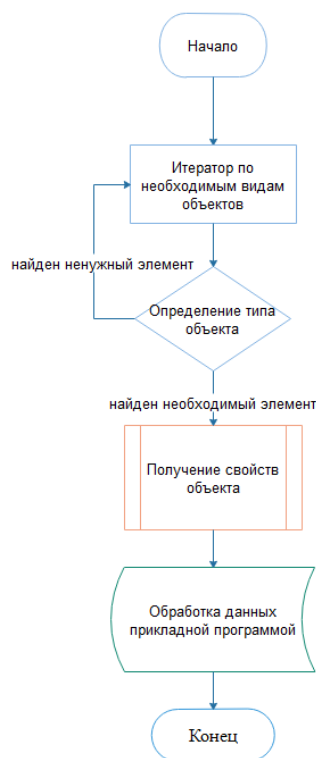 Начало
Итератор по
необходимым видам
объектов
найден ненужный элемент
Определение типа
объекта
найден необходимый элемент
Получение свойств
объекта
Обработка данных
прикладной программой
Конец